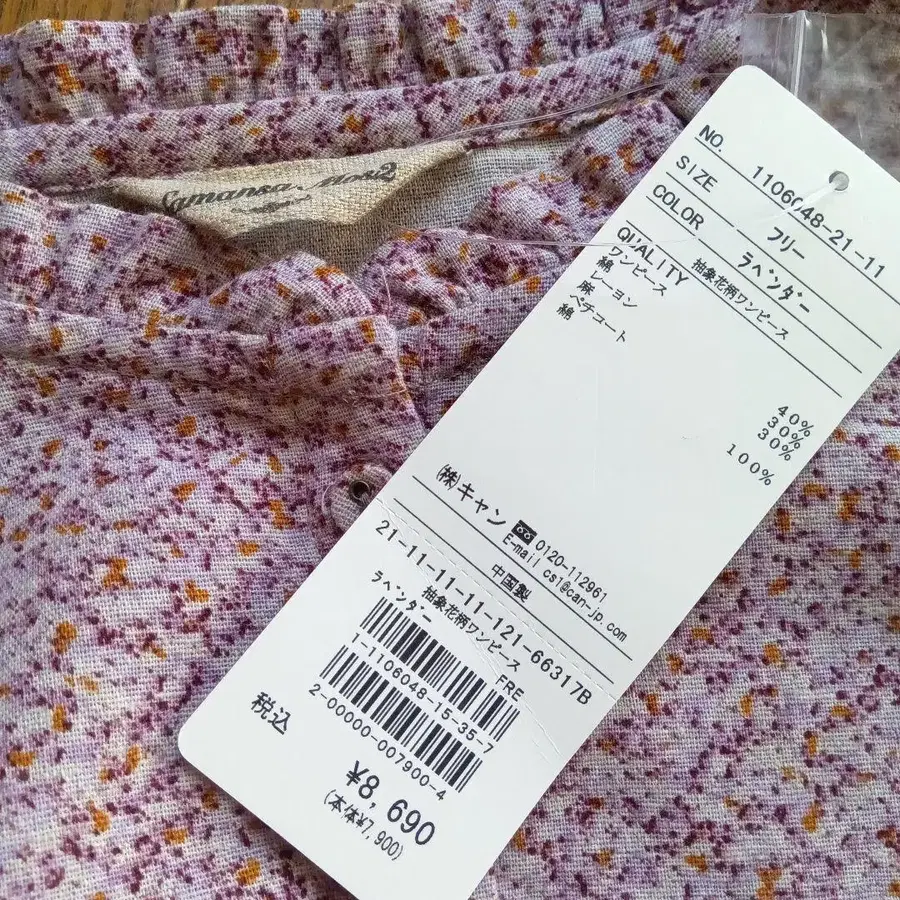 Samansa Mos2
NO. 1106048-21-11
SIZE フリー
COLOR ラベンダー
抽象花柄ワンピース
QUALITY
ワンピース
綿 40%
レーヨン 30%
麻 30%
ペチコート
綿 100%
㈱キャン 0120-112961
E-mail cs1@can-jp.com
中国製
21-11-11-11-121-66317B
抽象花柄ワンピース
ラベンダー FRE
1-1106048-15-35-7
2-000000-007900-4
税込 ¥8,690
(本体¥7,900)